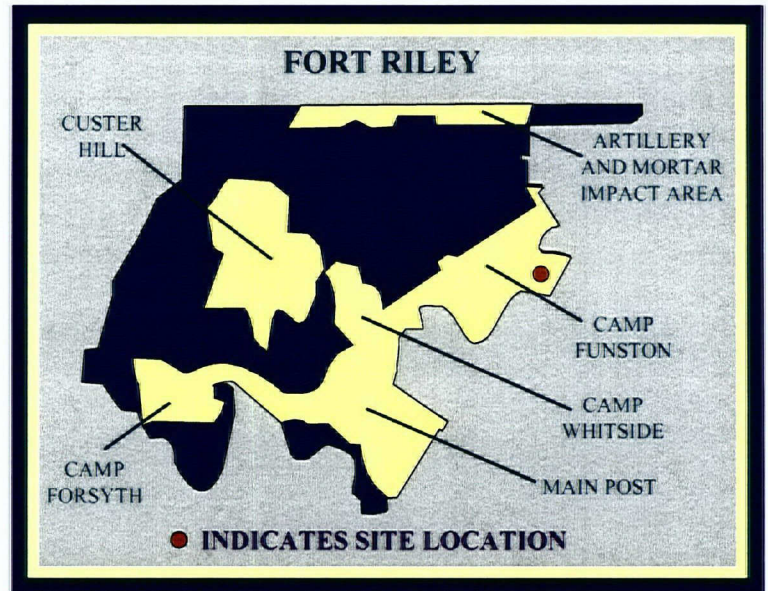 FORT RILEY
CUSTER
HILL
ARTILLERY
AND MORTAR
IMPACT AREA
CAMP
FUNSTON
CAMP
WHITSIDE
MAIN POST
CAMP
FORSYTH
INDICATES SITE LOCATION